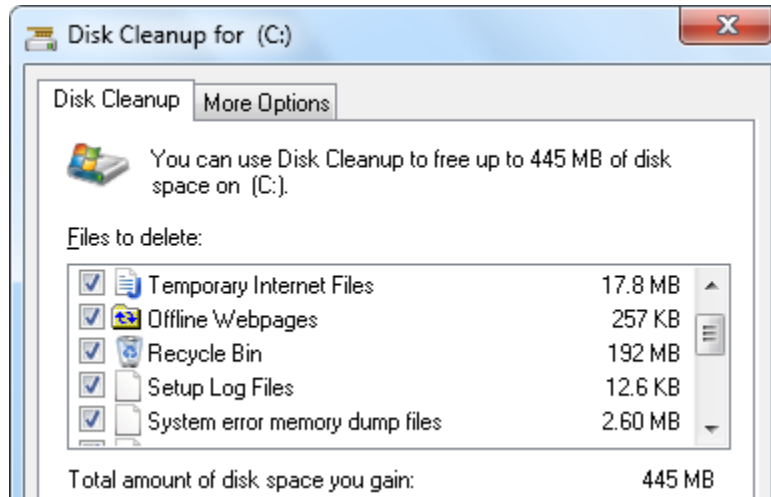 Disk Cleanup for (C:)
Disk Cleanup
More Options
You can use Disk Cleanup to free up to 445 MB of disk
space on (C:).
Files to delete:
Temporary Internet Files 17.8 MB
Offline Webpages 257 KB
Recycle Bin 192 MB
Setup Log Files 12.6 KB
System error memory dump files 2.60 MB
Total amount of disk space you gain: 445 MB